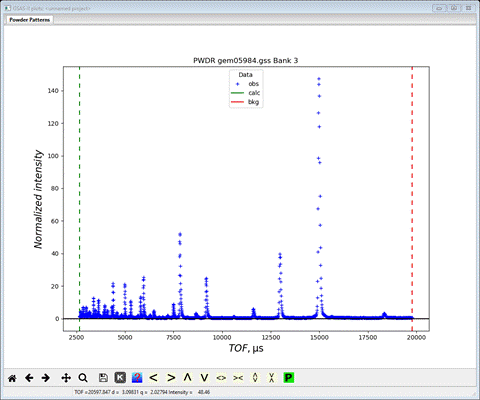 GSAS-II plots: <unnamed project>
Powder Patterns
PWDR gem05984.gss Bank 3
Data
obs
calc
bkg
Normalized intensity
140
120
100
80
60
40
20
0
2500 5000 7500 10000 12500 15000 17500 20000
TOF, μs
K
P
TOF =20597.847 d = 3.09831 q = 2.02794 Intensity = 48.46